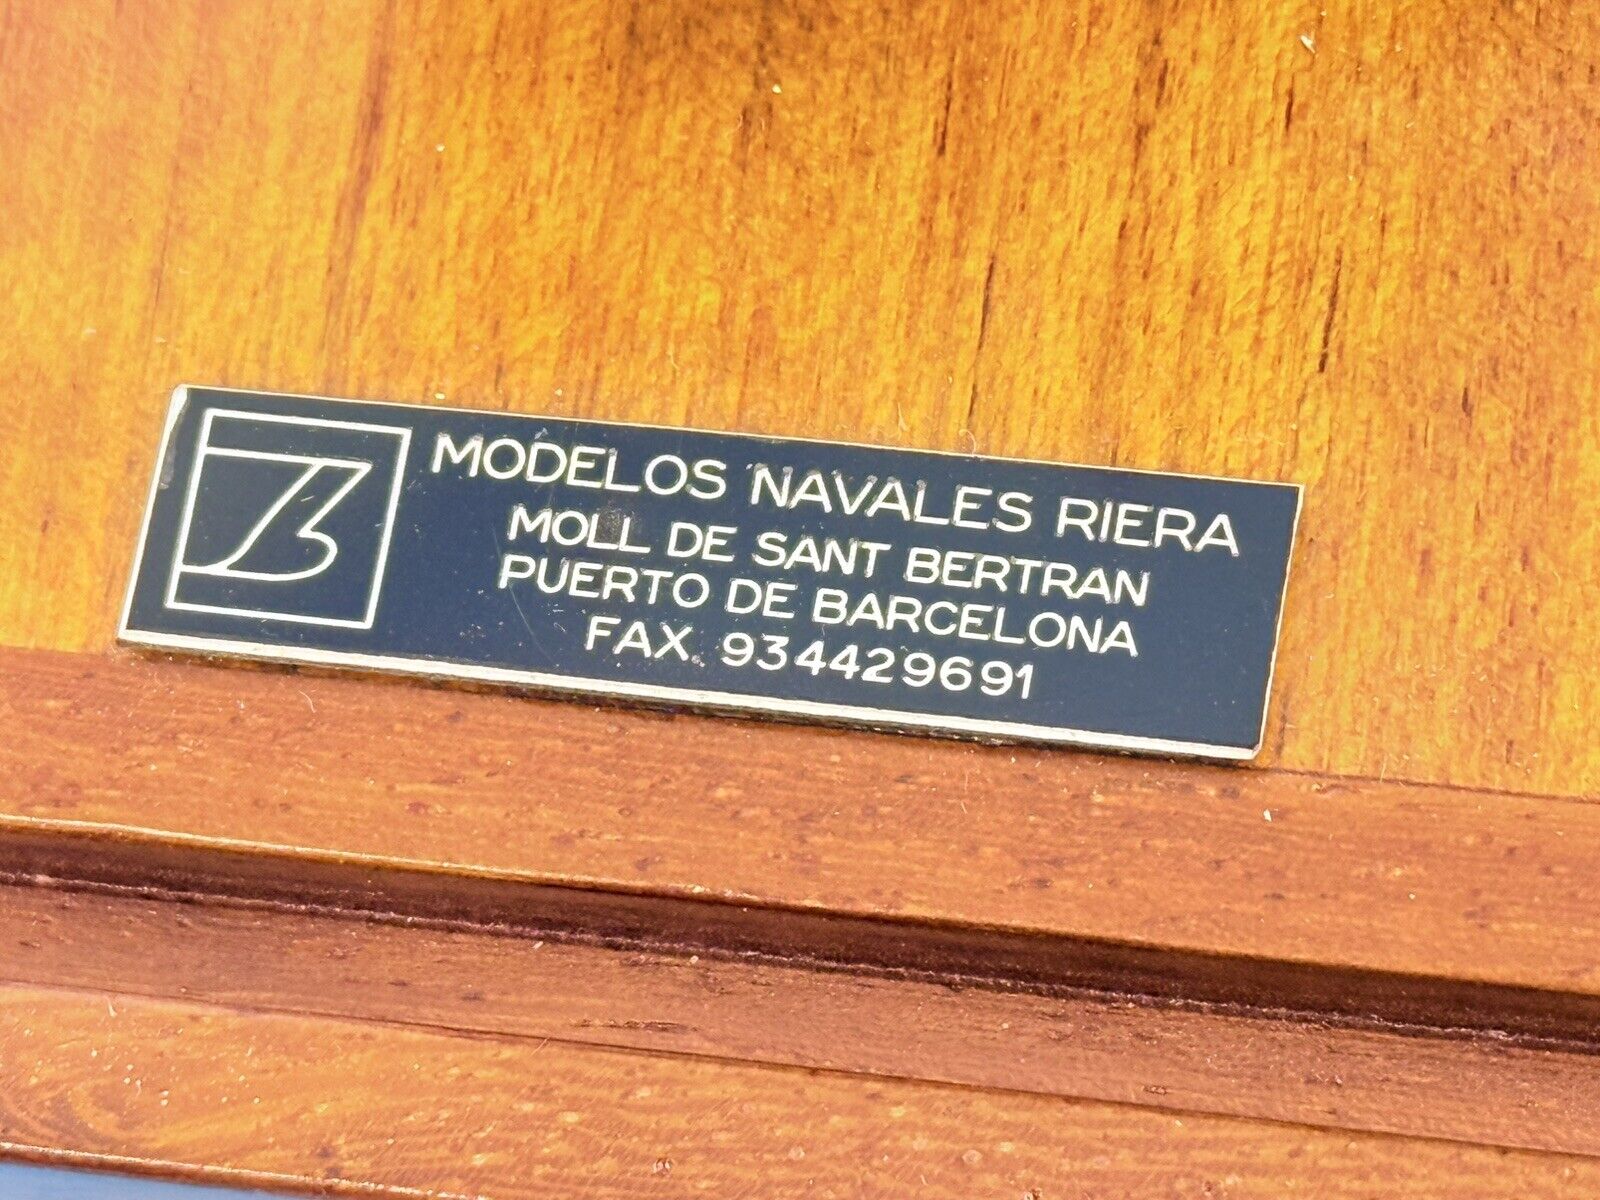 MODELOS NAVALES RIERA
MOLL DE SANT BERTRAN
PUERTO DE BARCELONA
FAX. 934429691